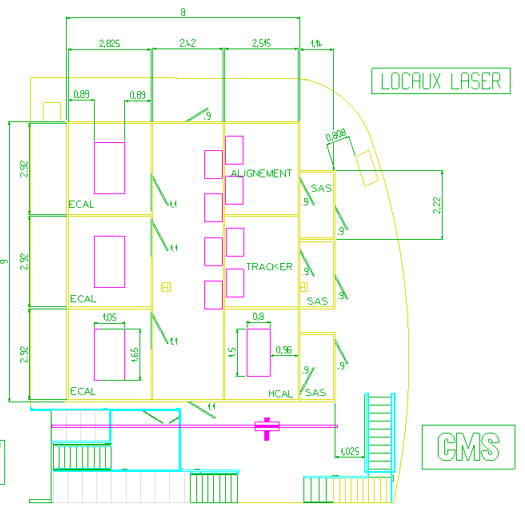 8
2,825
2,42
2,515
1,14
LOCAUX LASER
0,89
0,89
.9
0,808
2,92
ALIGNEMENT
SAS
ECAL
1,1
.9
2,22
.9
9
2,92
1,1
TRACKER
.9
H
H
ECAL
SAS
.9
1,05
0,8
2,92
1,65
1,1
1,5
0,96
.9
.9
ECAL
HCAL
SAS
1,1
1,025
CMS